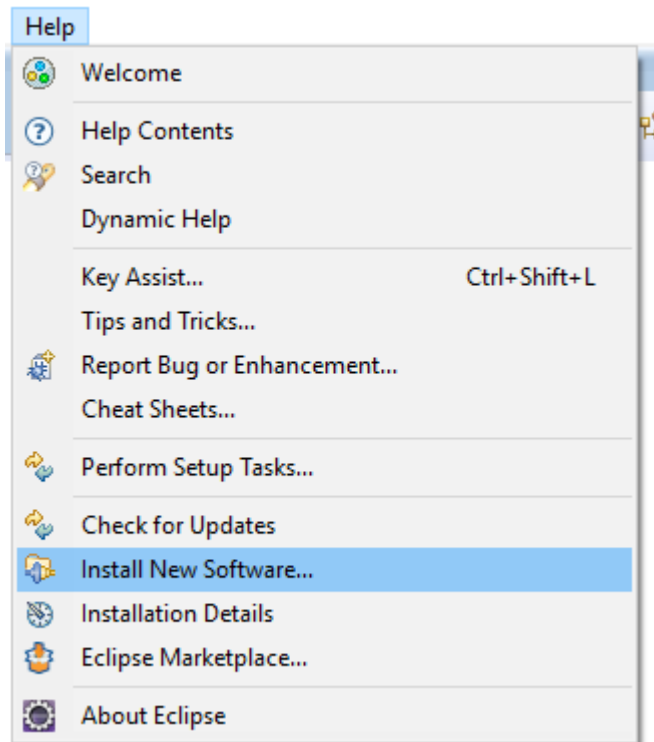 Help
Welcome
Help Contents
Search
Dynamic Help
Key Assist... Ctrl+Shift+L
Tips and Tricks...
Report Bug or Enhancement...
Cheat Sheets...
Perform Setup Tasks...
Check for Updates
Install New Software...
Installation Details
Eclipse Marketplace...
About Eclipse